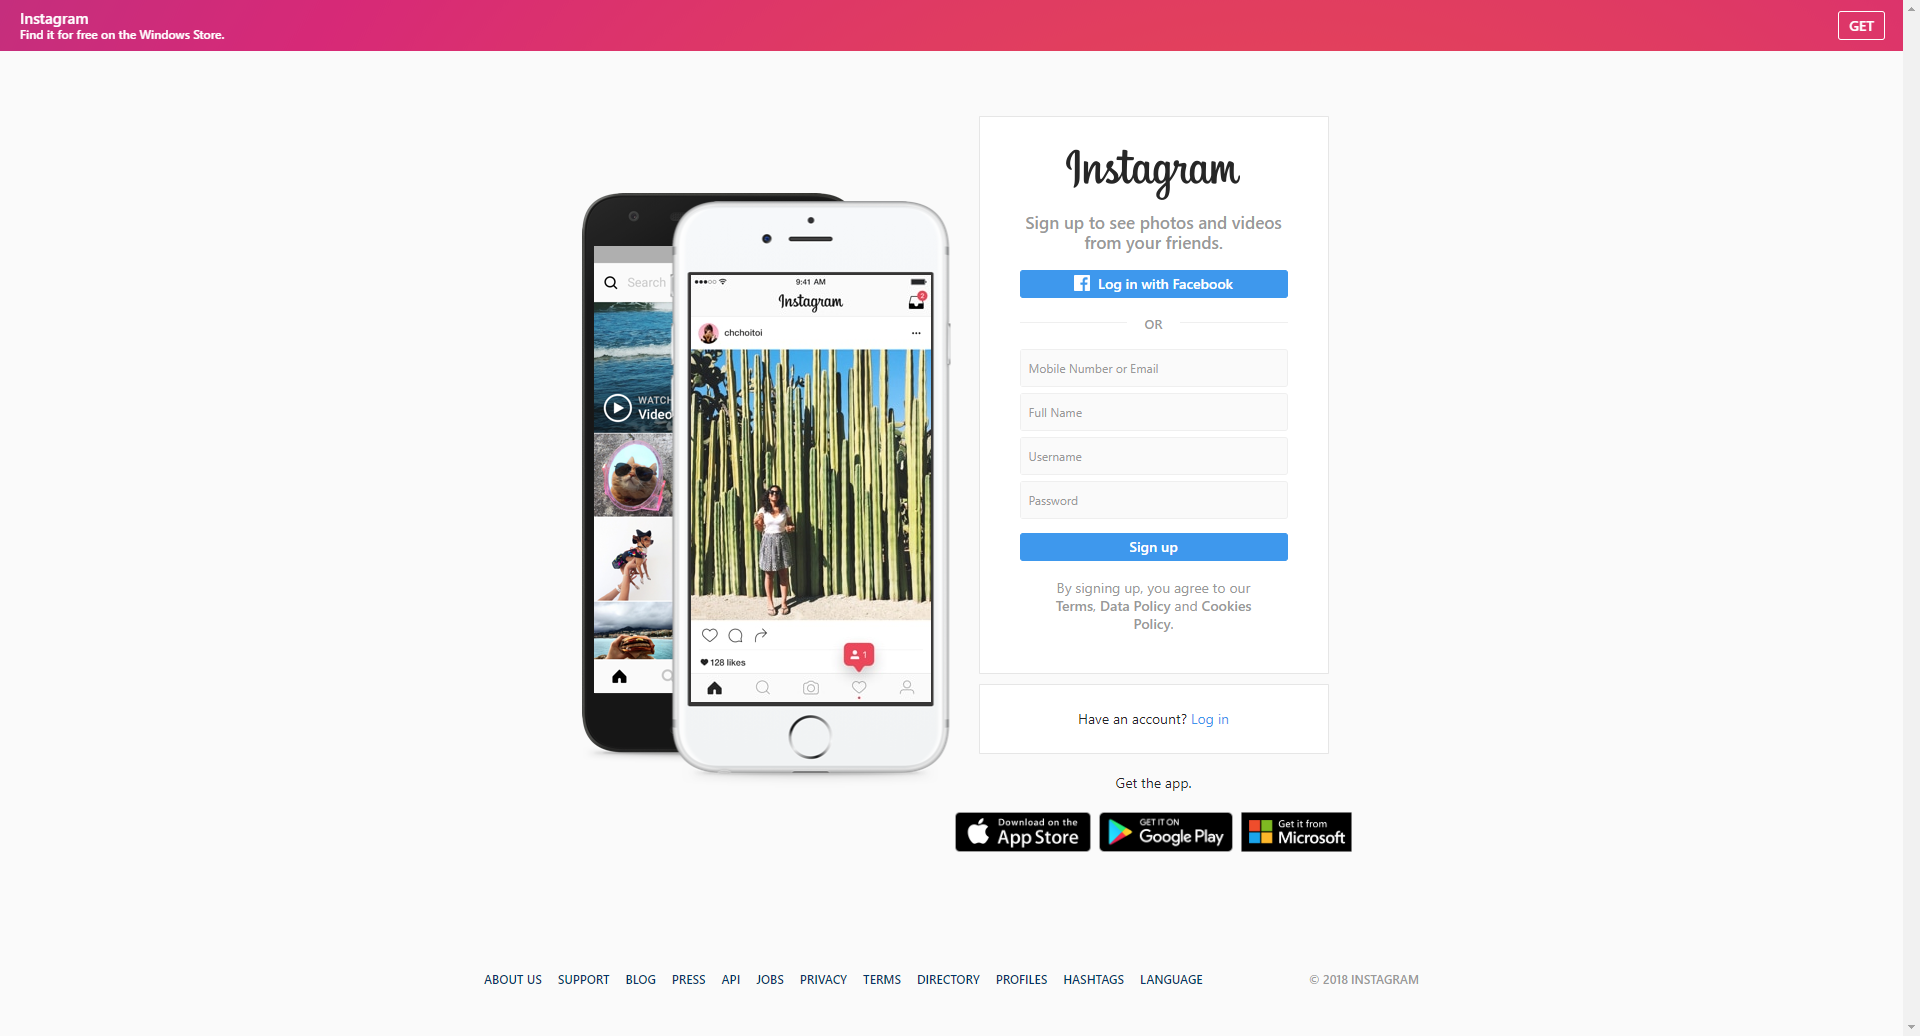 Instagram
Find it for free on the Windows Store.
GET
Search
WATCH
Video
9:41 AM
Instagram
2
chchoitoi
128 likes
1
Instagram
Sign up to see photos and videos
from your friends.
Log in with Facebook
OR
Mobile Number or Email
Full Name
Username
Password
Sign up
By signing up, you agree to our
Terms, Data Policy and Cookies
Policy.
Have an account? Log in
Get the app.
Download on the
App Store
GET IT ON
Google Play
Get it from
Microsoft
ABOUT US SUPPORT BLOG PRESS API JOBS PRIVACY TERMS DIRECTORY PROFILES HASHTAGS LANGUAGE © 2018 INSTAGRAM